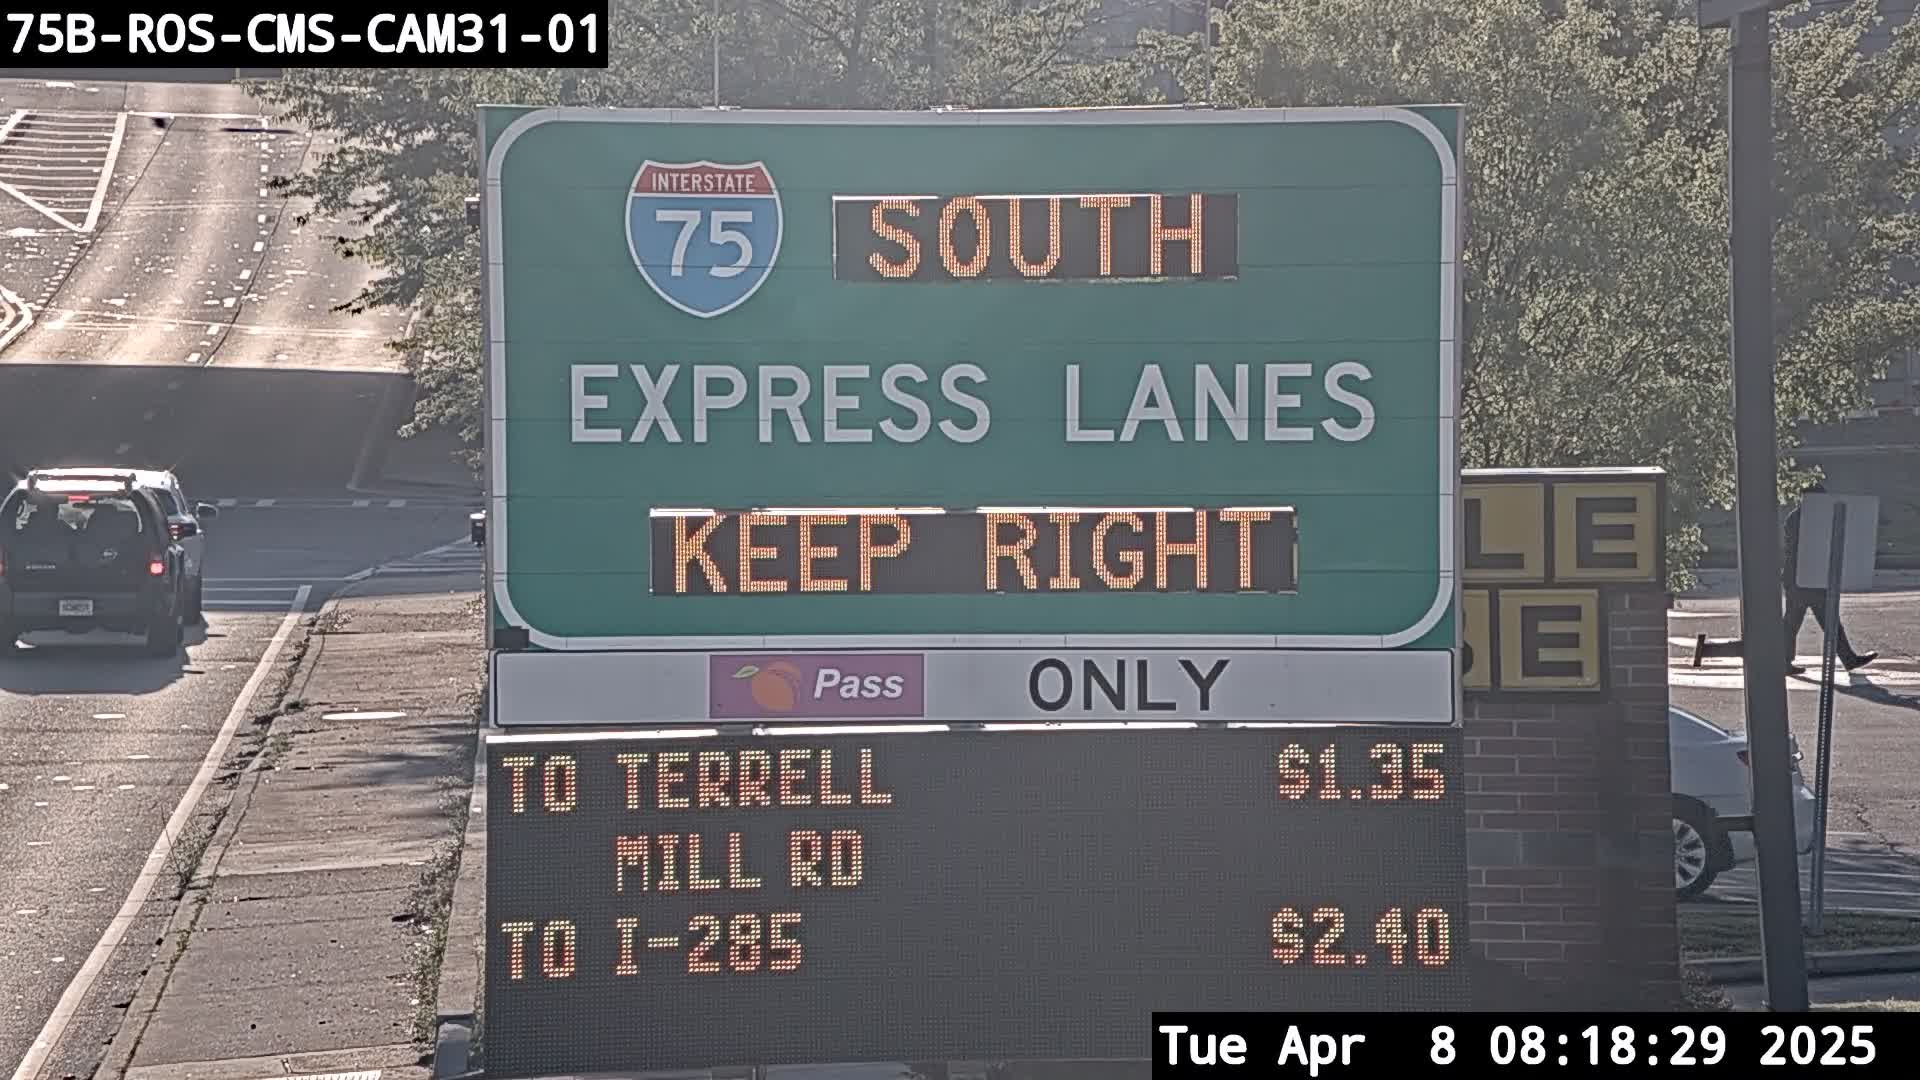 75B-ROS-CMS-CAM31-01
INTERSTATE
75
SOUTH
EXPRESS LANES
KEEP RIGHT
Pass ONLY
TO TERRELL $1.35
MILL RD
TO I-285 $2.40
LE
E
Tue Apr 8 08:18:29 2025